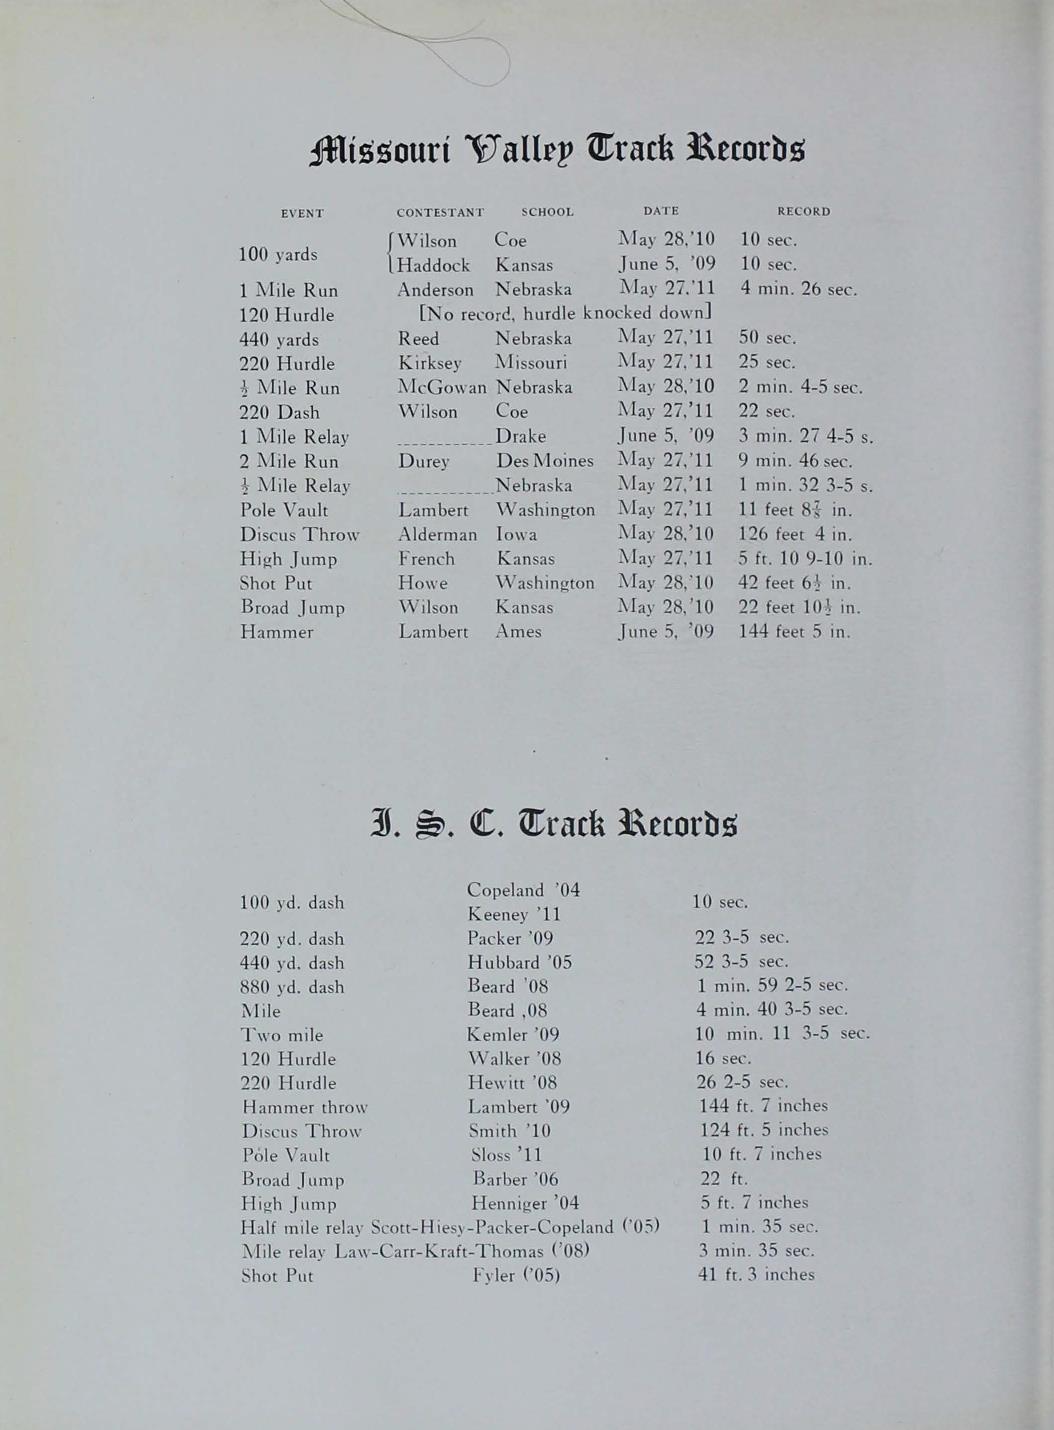 Missouri Valley Track Records
EVENT CONTESTANT SCHOOL DATE RECORD
100 yards
{Wilson Coe May 28,'10 10 sec.
Haddock Kansas June 5, '09 10 sec.
1 Mile Run Anderson Nebraska May 27,'11 4 min. 26 sec.
120 Hurdle [No record, hurdle knocked down]
440 yards Reed Nebraska May 27,'11 50 sec.
220 Hurdle Kirksey Missouri May 27,'11 25 sec.
½ Mile Run McGowan Nebraska May 28,'10 2 min. 4-5 sec.
220 Dash Wilson Coe May 27,'11 22 sec.
1 Mile Relay ___________Drake June 5, '09 3 min. 27 4-5 s.
2 Mile Run Durey Des Moines May 27,'11 9 min. 46 sec.
½ Mile Relay ___________Nebraska May 27,'11 1 min. 32 3-5 s.
Pole Vault Lambert Washington May 27,'11 11 feet 8⅞ in.
Discus Throw Alderman Iowa May 28,'10 126 feet 4 in.
High Jump French Kansas May 27,'11 5 ft. 10 9-10 in.
Shot Put Howe Washington May 28,'10 42 feet 6½ in.
Broad Jump Wilson Kansas May 28,'10 22 feet 10½ in.
Hammer Lambert Ames June 5, '09 144 feet 5 in.
I. S. C. Track Records
100 yd. dash Copeland '04 10 sec.
Keeney '11
220 yd. dash Packer '09 22 3-5 sec.
440 yd. dash Hubbard '05 52 3-5 sec.
880 yd. dash Beard '08 1 min. 59 2-5 sec.
Mile Beard ,08 4 min. 40 3-5 sec.
Two mile Kemler '09 10 min. 11 3-5 sec.
120 Hurdle Walker '08 16 sec.
220 Hurdle Hewitt '08 26 2-5 sec.
Hammer throw Lambert '09 144 ft. 7 inches
Discus Throw Smith '10 124 ft. 5 inches
Pole Vault Sloss '11 10 ft. 7 inches
Broad Jump Barber '06 22 ft.
High Jump Henniger '04 5 ft. 7 inches
Half mile relay Scott-Hiesy-Packer-Copeland ('05) 1 min. 35 sec.
Mile relay Law-Carr-Kraft-Thomas ('08) 3 min. 35 sec.
Shot Put Fyler ('05) 41 ft. 3 inches